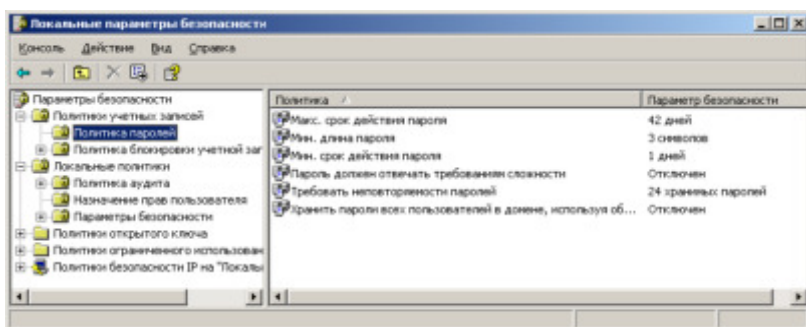 Локальные параметры безопасности
Консоль Действие Вид Справка
Параметры безопасности
Политики учетных записей
Политика паролей
Политика блокировки учетной заг
Локальные политики
Политика аудита
Назначение прав пользователя
Параметры безопасности
Политики открытого ключа
Политики ограниченного использован
Политики безопасности IP на "Локалы
Политика Параметр безопасности
Макс. срок действия пароля 42 дней
Мин. длина пароля 3 символов
Мин. срок действия пароля 1 дней
Пароль должен отвечать требованиям сложности Отключен
Требовать неповторяемости паролей 24 хранимых паролей
Хранить пароли всех пользователей в домене, используя об... Отключен